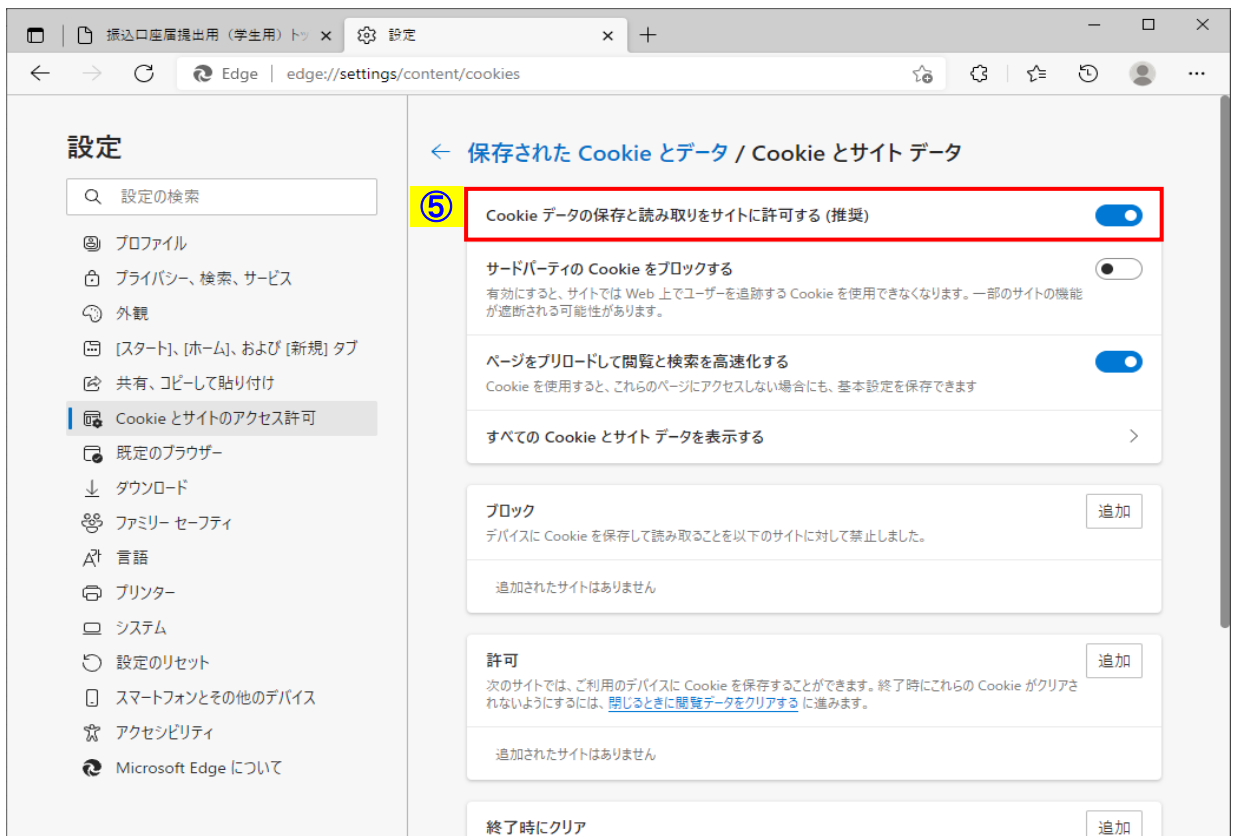 振込口座届提出用（学生用）トッ
設定
Edge | edge://settings/content/cookies
設定
設定の検索
プロファイル
プライバシー、検索、サービス
外観
[スタート]、[ホーム]、および [新規] タブ
共有、コピーして貼り付け
Cookie とサイトのアクセス許可
既定のブラウザー
ダウンロード
ファミリー セーフティ
言語
プリンター
システム
設定のリセット
スマートフォンとその他のデバイス
アクセシビリティ
Microsoft Edge について
保存された Cookie とデータ / Cookie とサイト データ
⑤
Cookie データの保存と読み取りをサイトに許可する (推奨)
サードパーティの Cookie をブロックする
有効にすると、サイトでは Web 上でユーザーを追跡する Cookie を使用できなくなります。一部のサイトの機能
が遮断される可能性があります。
ページをプリロードして閲覧と検索を高速化する
Cookie を使用すると、これらのページにアクセスしない場合にも、基本設定を保存できます
すべての Cookie とサイト データを表示する
ブロック
追加
デバイスに Cookie を保存して読み取ることを以下のサイトに対して禁止しました。
追加されたサイトはありません
許可
追加
次のサイトでは、ご利用のデバイスに Cookie を保存することができます。終了時にこれらの Cookie がクリアさ
れないようにするには、閉じるときに閲覧データをクリアする に進みます。
追加されたサイトはありません
終了時にクリア
追加